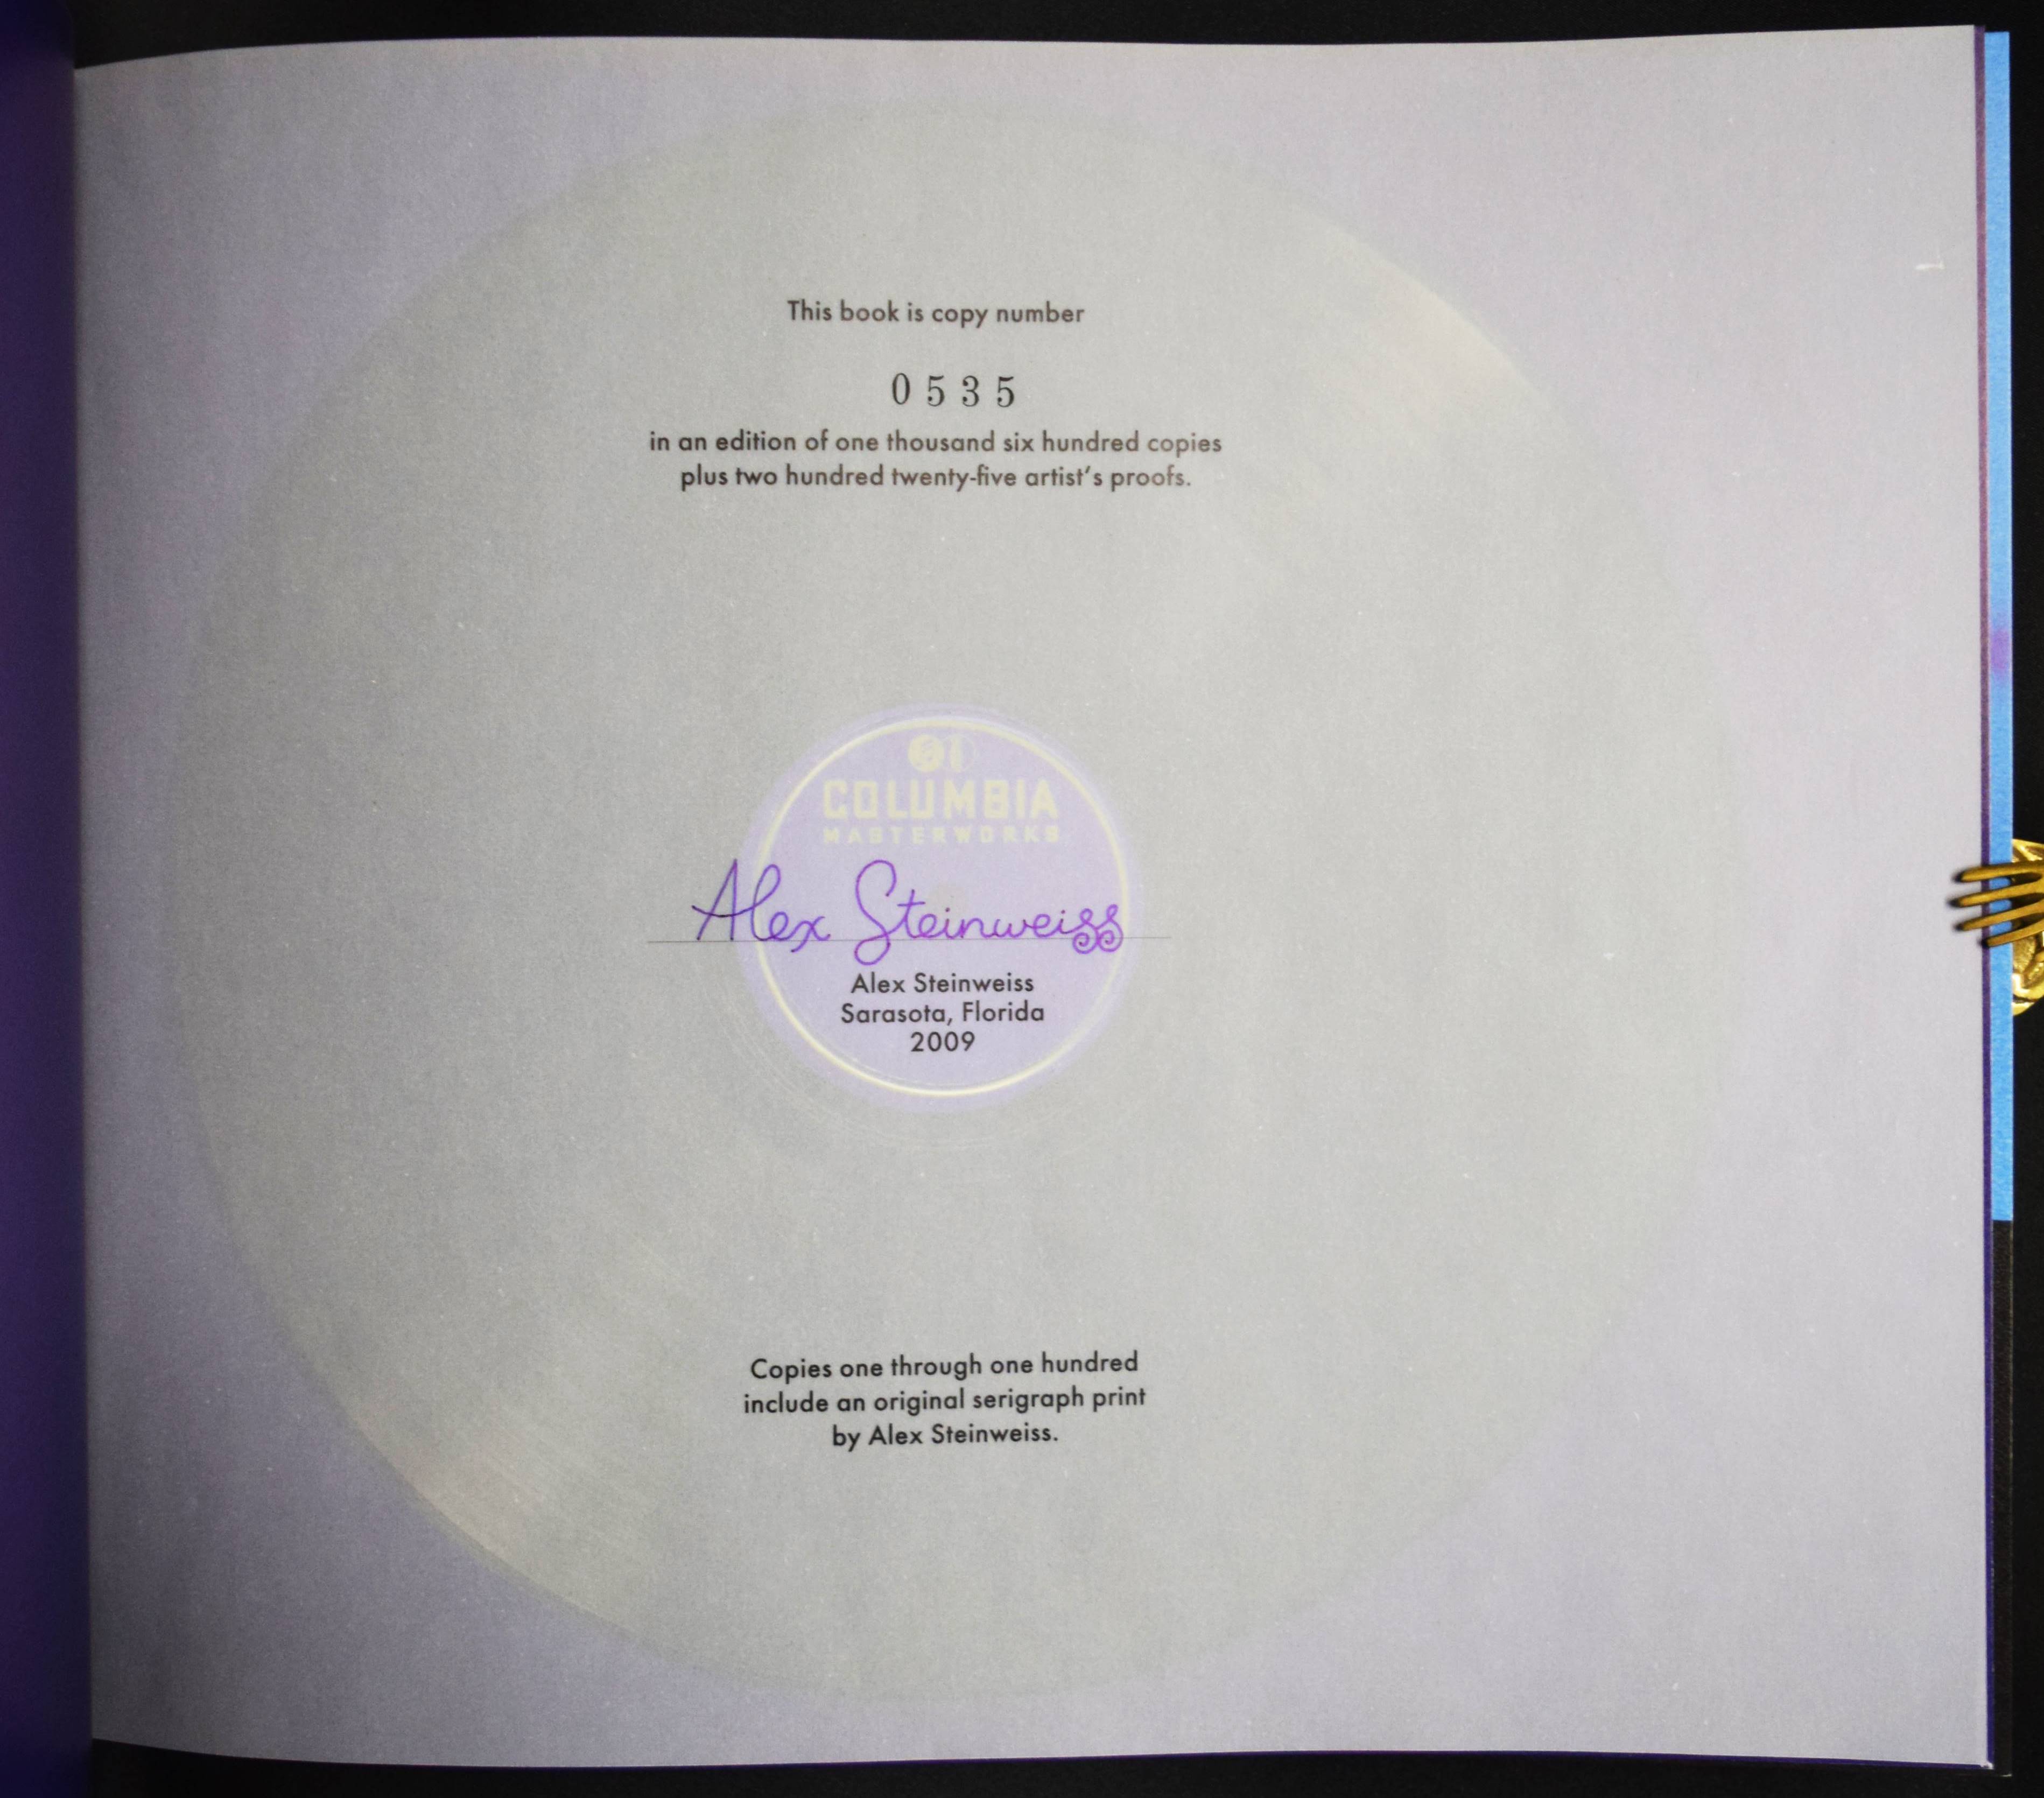 This book is copy number
0535
in an edition of one thousand six hundred copies
plus two hundred twenty-five artist's proofs.
COLUMBIA
MASTERWORKS
Alex Steinweiss
Alex Steinweiss
Sarasota, Florida
2009
Copies one through one hundred
include an original serigraph print
by Alex Steinweiss.